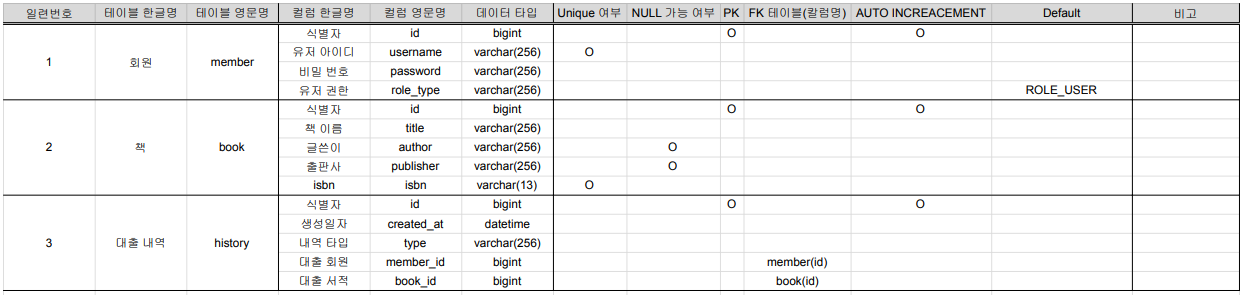 일련번호 테이블 한글명 테이블 영문명 컬럼 한글명 컬럼 영문명 데이터 타입 Unique 여부 NULL 가능 여부 PK FK 테이블(칼럼명) AUTO INCREACEMENT Default 비고
1 회원 member
식별자 id bigint O O
유저 아이디 username varchar(256) O
비밀 번호 password varchar(256)
유저 권한 role_type varchar(256) ROLE_USER
2 책 book
식별자 id bigint O O
책 이름 title varchar(256)
글쓴이 author varchar(256) O
출판사 publisher varchar(256) O
isbn isbn varchar(13) O
3 대출 내역 history
식별자 id bigint O O
생성일자 created_at datetime
내역 타입 type varchar(256)
대출 회원 member_id bigint member(id)
대출 서적 book_id bigint book(id)